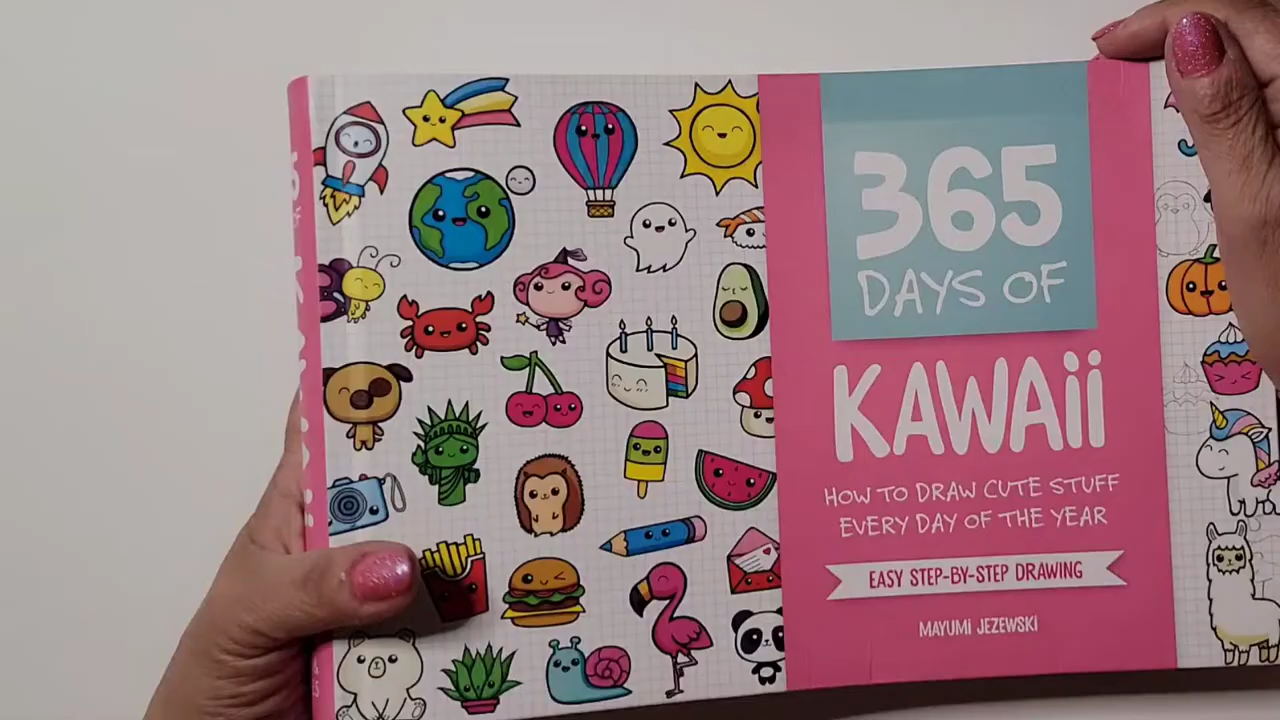 365
DAYS OF
KAWAii
HOW TO DRAW CUTE STUFF
EVERY DAY OF THE YEAR
EASY STEP-BY-STEP DRAWING
MAYUMI JEZEWSKI